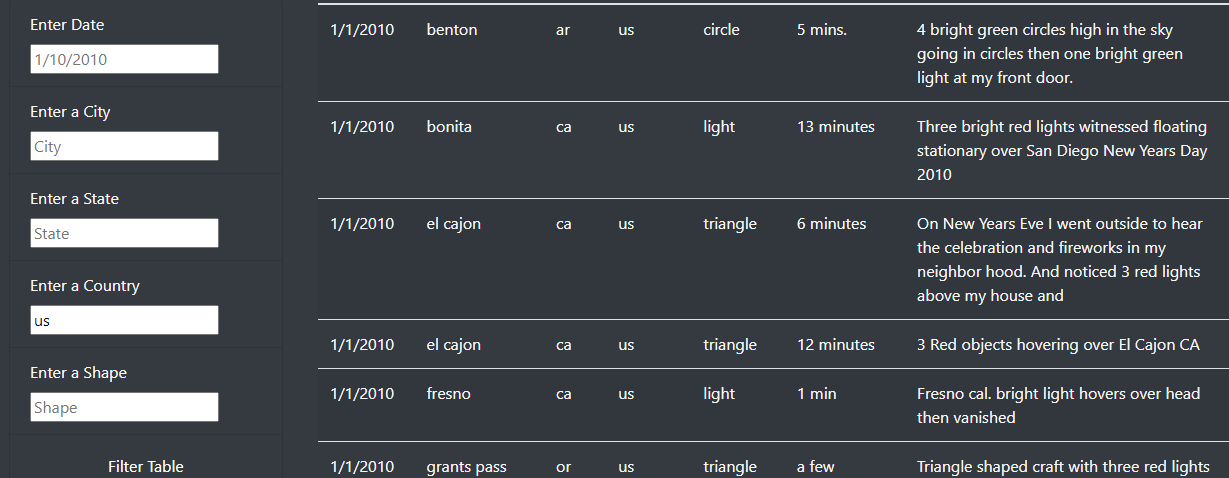 Enter Date
1/10/2010
Enter a City
City
Enter a State
State
Enter a Country
us
Enter a Shape
Shape
Filter Table
1/1/2010 benton ar us circle 5 mins. 4 bright green circles high in the sky
going in circles then one bright green
light at my front door.
1/1/2010 bonita ca us light 13 minutes Three bright red lights witnessed floating
stationary over San Diego New Years Day
2010
1/1/2010 el cajon ca us triangle 6 minutes On New Years Eve I went outside to hear
the celebration and fireworks in my
neighbor hood. And noticed 3 red lights
above my house and
1/1/2010 el cajon ca us triangle 12 minutes 3 Red objects hovering over El Cajon CA
1/1/2010 fresno ca us light 1 min Fresno cal. bright light hovers over head
then vanished
1/1/2010 grants pass or us triangle a few Triangle shaped craft with three red lights